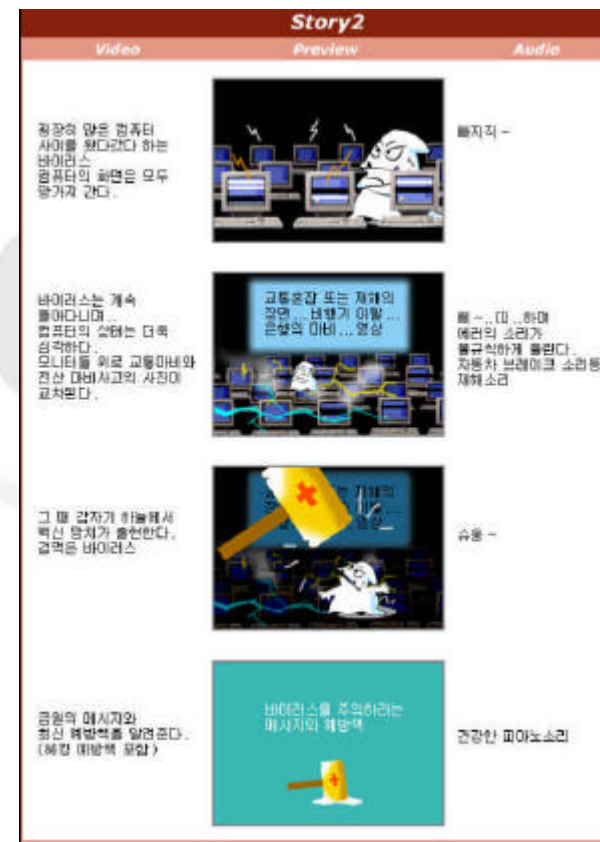 Story2
Video
Preview
Audio
굉장히 많은 컴퓨터
사이를 왔다갔다 하는
바이러스
컴퓨터의 화면은 모두
망가져 간다.
빠지직 ~
바이러스는 계속
돌아다니며..
컴퓨터의 상태는 더욱
심각하다.
모니터들 위로 교통마비와
전산 마비사고의 사진이
교차된다.
교통혼잡 또는 재해의
장면 ... 비행기 이탈 ...
은행의 마비 ... 영상
삐 ~..띠..하며
에러의 소리가
불규칙하게 울린다.
자동차 브레이크 소리등
재해소리
그 때 갑자기 하늘에서
백신 망치가 출현한다.
겁먹은 바이러스
재해의
영상
슈웅 ~
금원의 메시지와
최신 예방책을 알려준다.
(해킹 예방책 포함)
바이러스를 주의하라는
메시지와 예방책
건강한 피아노소리